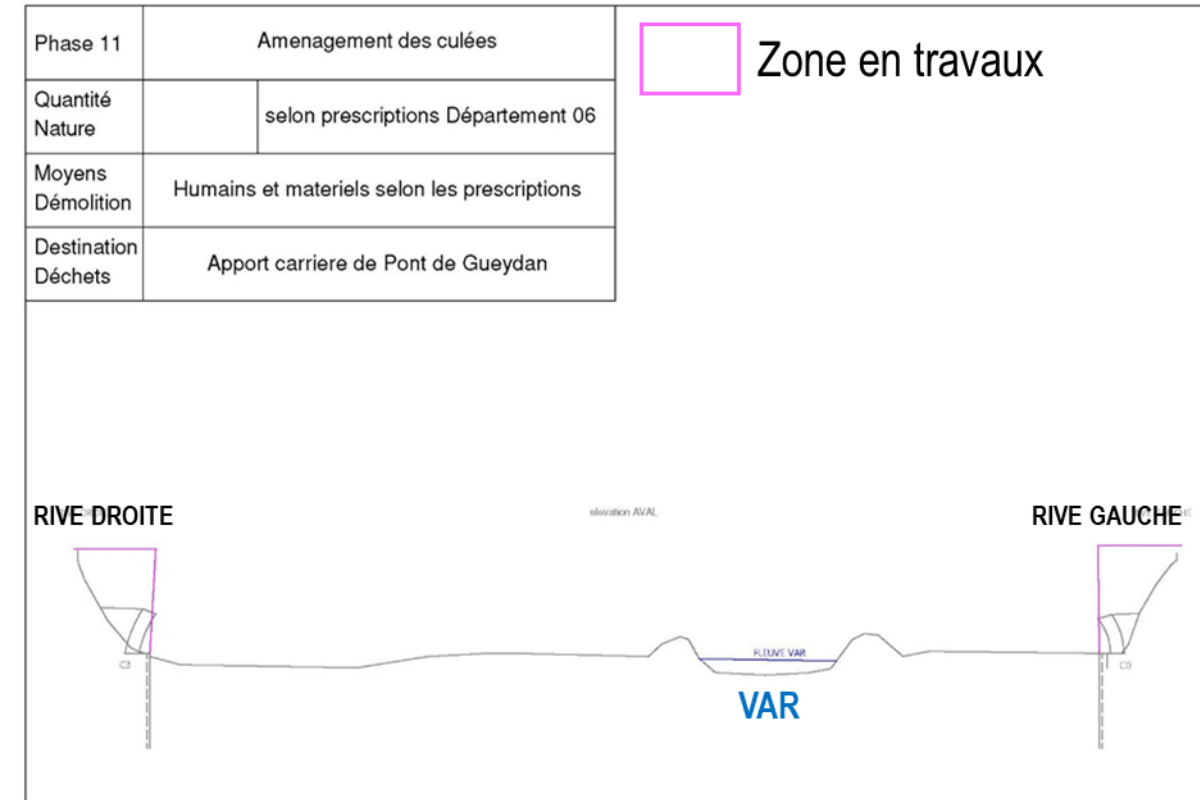 Phase 11
Amenagement des culées
Zone en travaux
Quantité
Nature
selon prescriptions Département 06
Moyens
Démolition
Humains et materiels selon les prescriptions
Destination
Déchets
Apport carriere de Pont de Gueydan
RIVE DROITE
elevation AVAL
RIVE GAUCHE
FLEUVE VAR
C3
C0
VAR